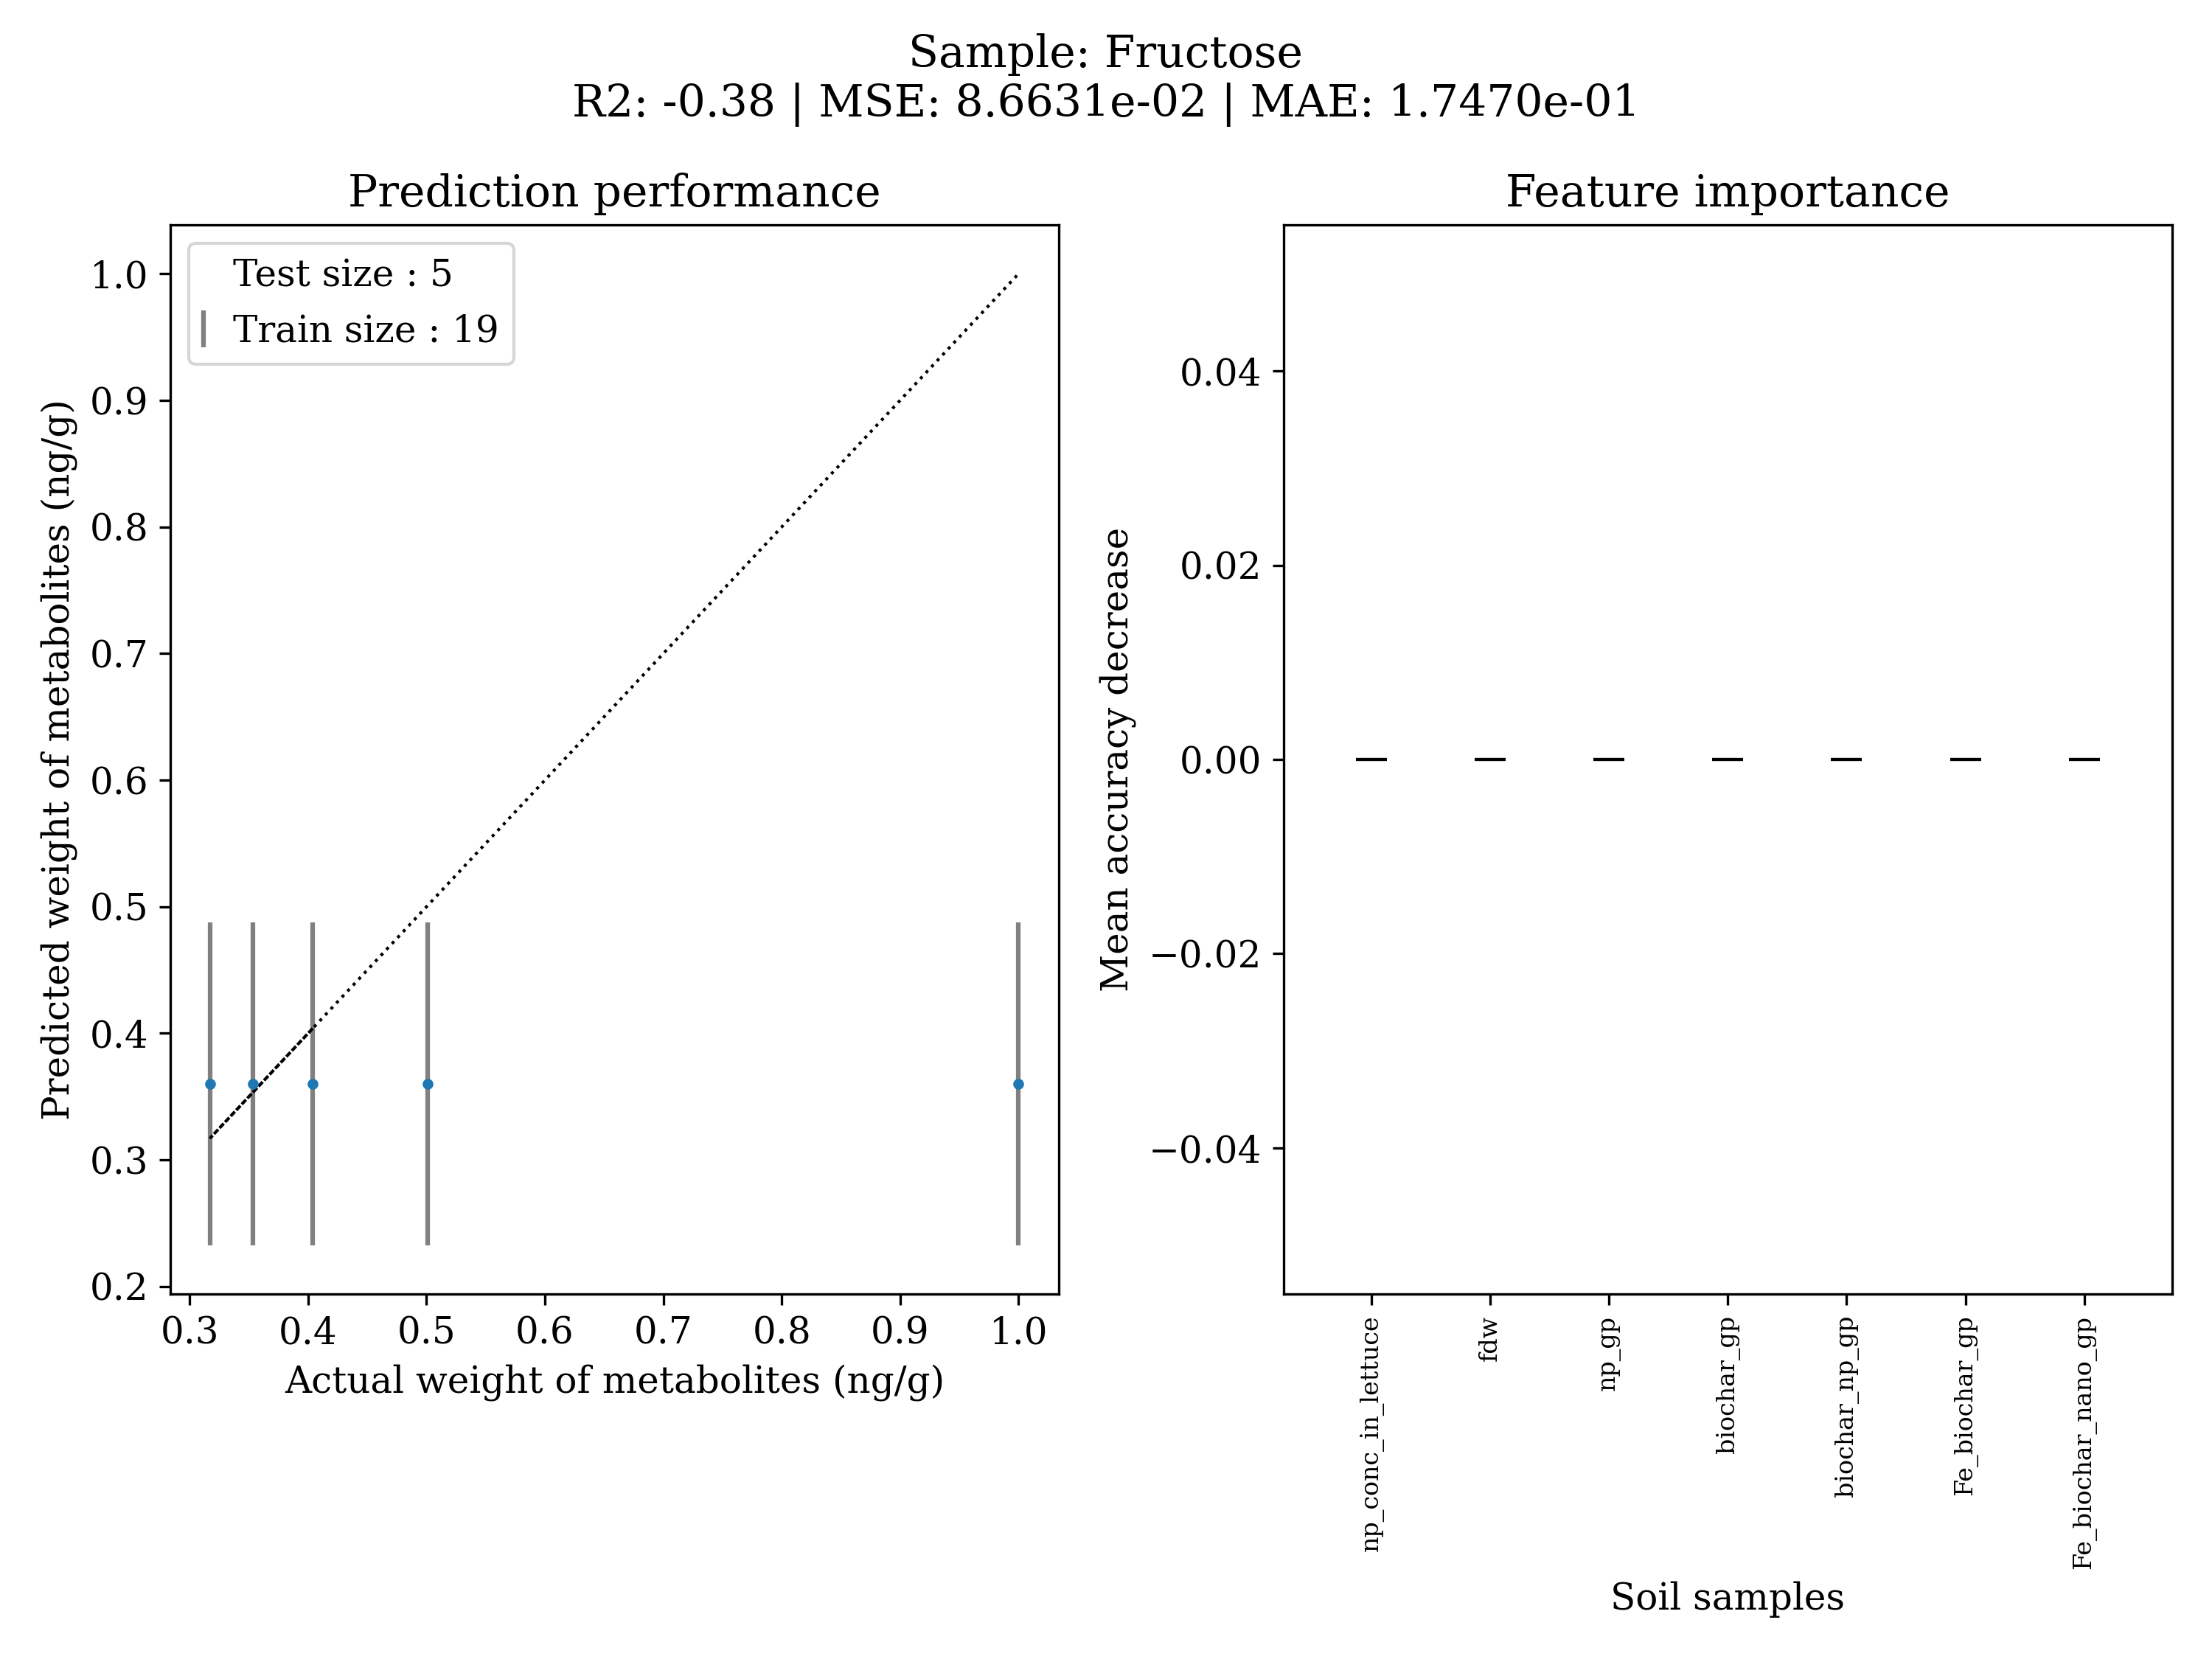 Sample: Fructose
R2: -0.38 | MSE: 8.6631e-02 | MAE: 1.7470e-01
Prediction performance
Test size : 5
Train size : 19
Predicted weight of metabolites (ng/g)
1.0
0.9
0.8
0.7
0.6
0.5
0.4
0.3
0.2
0.3 0.4 0.5 0.6 0.7 0.8 0.9 1.0
Actual weight of metabolites (ng/g)
Feature importance
Mean accuracy decrease
0.04
0.02
0.00
−0.02
−0.04
np_conc_in_lettuce
fdw
np_gp
biochar_gp
biochar_np_gp
Fe_biochar_gp
Fe_biochar_nano_gp
Soil samples